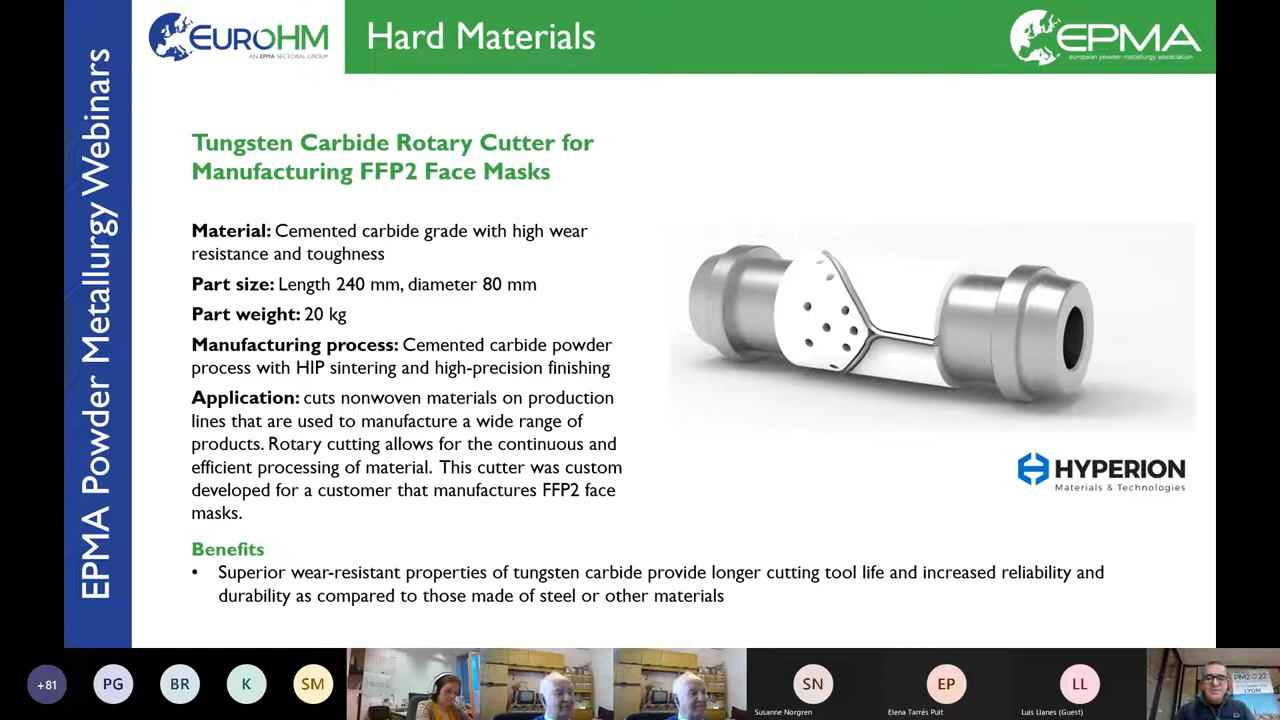 EPMA Powder Metallurgy Webinars
EUROHM
AN EPMA SECTORAL GROUP
Hard Materials
EPMA
european powder metallurgy association
Tungsten Carbide Rotary Cutter for
Manufacturing FFP2 Face Masks
Material: Cemented carbide grade with high wear
resistance and toughness
Part size: Length 240 mm, diameter 80 mm
Part weight: 20 kg
Manufacturing process: Cemented carbide powder
process with HIP sintering and high-precision finishing
Application: cuts nonwoven materials on production
lines that are used to manufacture a wide range of
products. Rotary cutting allows for the continuous and
efficient processing of material. This cutter was custom
developed for a customer that manufactures FFP2 face
masks.
HYPERION
Materials & Technologies
Benefits
• Superior wear-resistant properties of tungsten carbide provide longer cutting tool life and increased reliability and
durability as compared to those made of steel or other materials
+81
PG
BR
K
SM
SN
Susanne Norgren
EP
Elena Tarrés Puit
LL
Luis Llanes (Guest)
PM2022
LYON